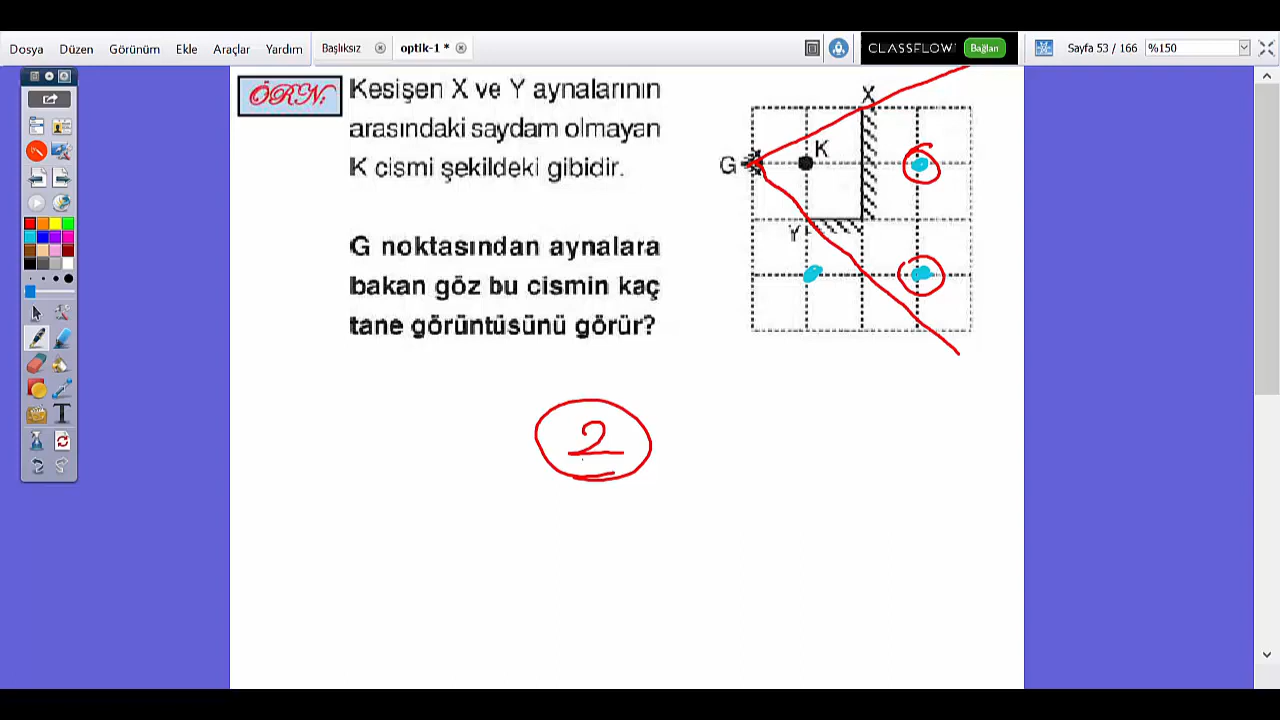 Dosya Düzen Görünüm Ekle Araçlar Yardım
Başlıksız
optik-1 *
CLASSFLOW
Bağlan
Sayfa 53 / 166
%150
ÖRN:
Kesişen X ve Y aynalarının
arasındaki saydam olmayan
K cismi şekildeki gibidir.
G noktasından aynalara
bakan göz bu cismin kaç
tane görüntüsünü görür?
X
K
G
Y
2
T